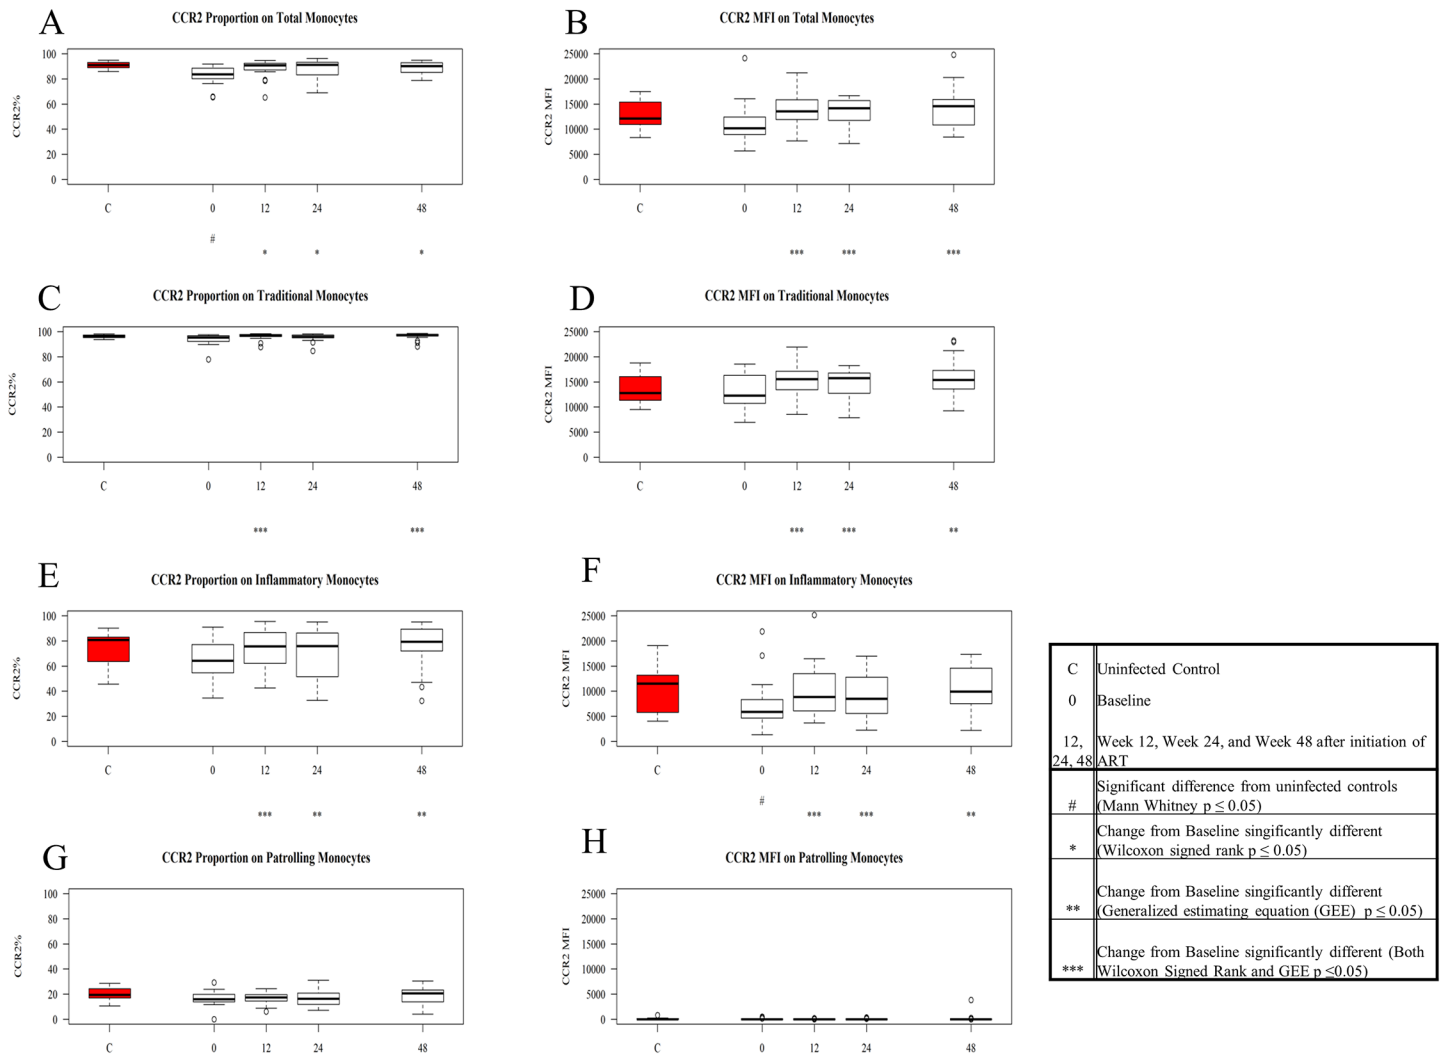 A
CCR2 Proportion on Total Monocytes
CCR2%
100
80
60
40
20
0
C
0
12
24
48
#
*
*
*
B
CCR2 MFI on Total Monocytes
CCR2 MFI
25000
20000
15000
10000
5000
0
C
0
12
24
48
***
***
***
C
CCR2 Proportion on Traditional Monocytes
CCR2%
100
80
60
40
20
0
C
0
12
24
48
***
***
D
CCR2 MFI on Traditional Monocytes
CCR2 MFI
25000
20000
15000
10000
5000
0
C
0
12
24
48
***
***
**
E
CCR2 Proportion on Inflammatory Monocytes
CCR2%
100
80
60
40
20
0
C
0
12
24
48
***
**
**
F
CCR2 MFI on Inflammatory Monocytes
CCR2 MFI
25000
20000
15000
10000
5000
0
C
0
12
24
48
#
***
***
**
G
CCR2 Proportion on Patrolling Monocytes
CCR2%
100
80
60
40
20
0
C
0
12
24
48
H
CCR2 MFI on Patrolling Monocytes
CCR2 MFI
25000
20000
15000
10000
5000
0
C
0
12
24
48
C Uninfected Control
0 Baseline
12, Week 12, Week 24, and Week 48 after initiation of
24, 48 ART
Significant difference from uninfected controls
# (Mann Whitney p ≤ 0.05)
Change from Baseline singificantly different
* (Wilcoxon signed rank p ≤ 0.05)
Change from Baseline singificantly different
** (Generalized estimating equation (GEE) p ≤ 0.05)
Change from Baseline significantly different (Both
*** Wilcoxon Signed Rank and GEE p ≤0.05)